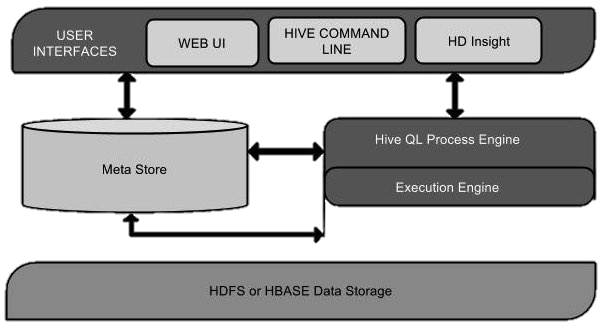 USER
INTERFACES
WEB UI
HIVE COMMAND
LINE
HD Insight
Meta Store
Hive QL Process Engine
Execution Engine
HDFS or HBASE Data Storage